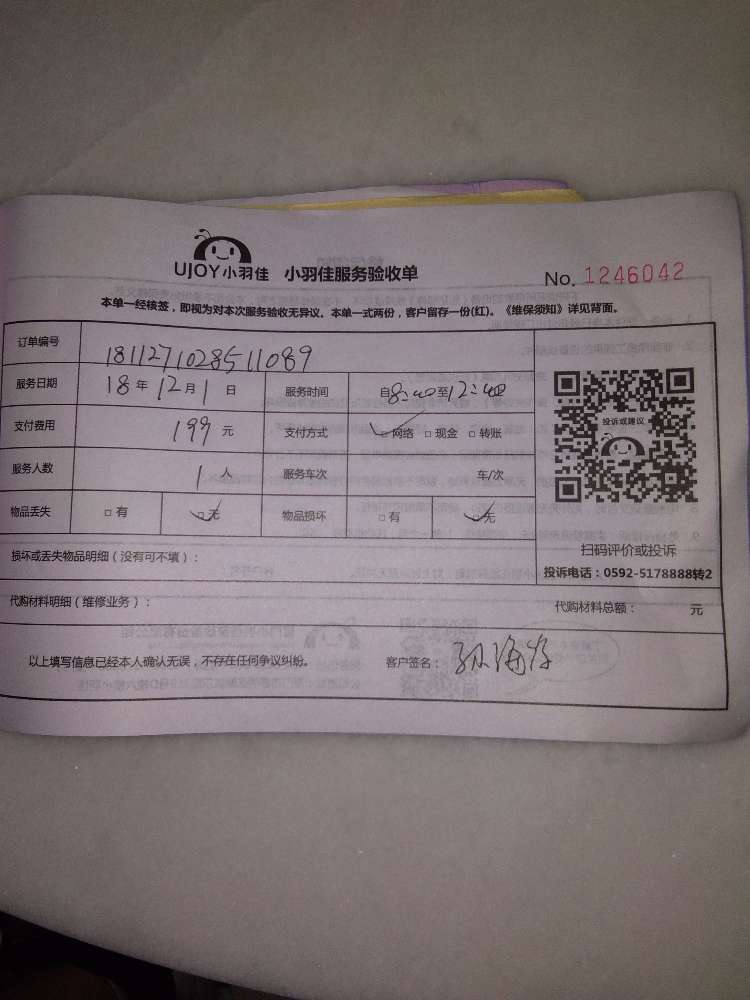 UJOY小羽佳 小羽佳服务验收单 No. 1246042
本单一经核签，即视为对本次服务验收无异议。本单一式两份，客户留存一份(红)。《维保须知》详见背面。
订单编号 1811271028511089
服务日期 18年12月1日 服务时间 自8:40至12:40
支付费用 199元 支付方式 ☑网络 □现金 □转账
投诉或建议
服务人数 1人 服务车次 车/次
物品丢失 □有 ☑无 物品损坏 □有 ☑无
扫码评价或投诉
投诉电话：0592-5178888转2
损坏或丢失物品明细（没有可不填）：
代购材料明细（维修业务）： 代购材料总额： 元
以上填写信息已经本人确认无误，不存在任何争议纠纷。 客户签名：